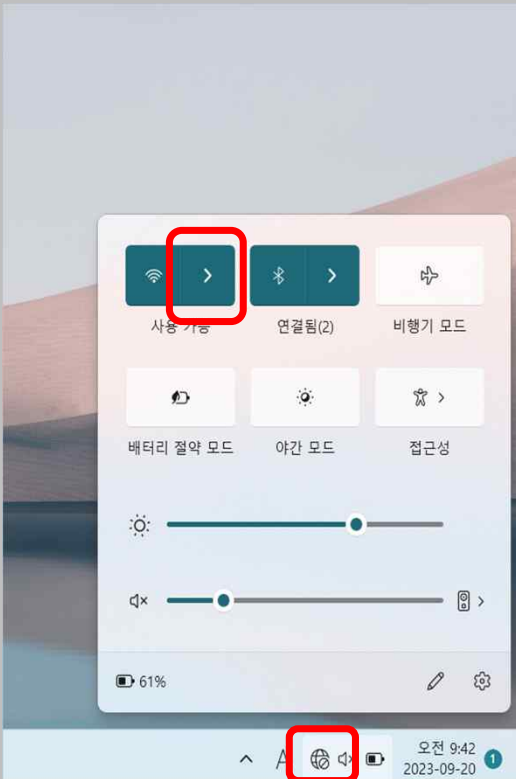 사용 가능
연결됨(2)
비행기 모드
배터리 절약 모드
야간 모드
접근성
61%
A
오전 9:42
2023-09-20
1